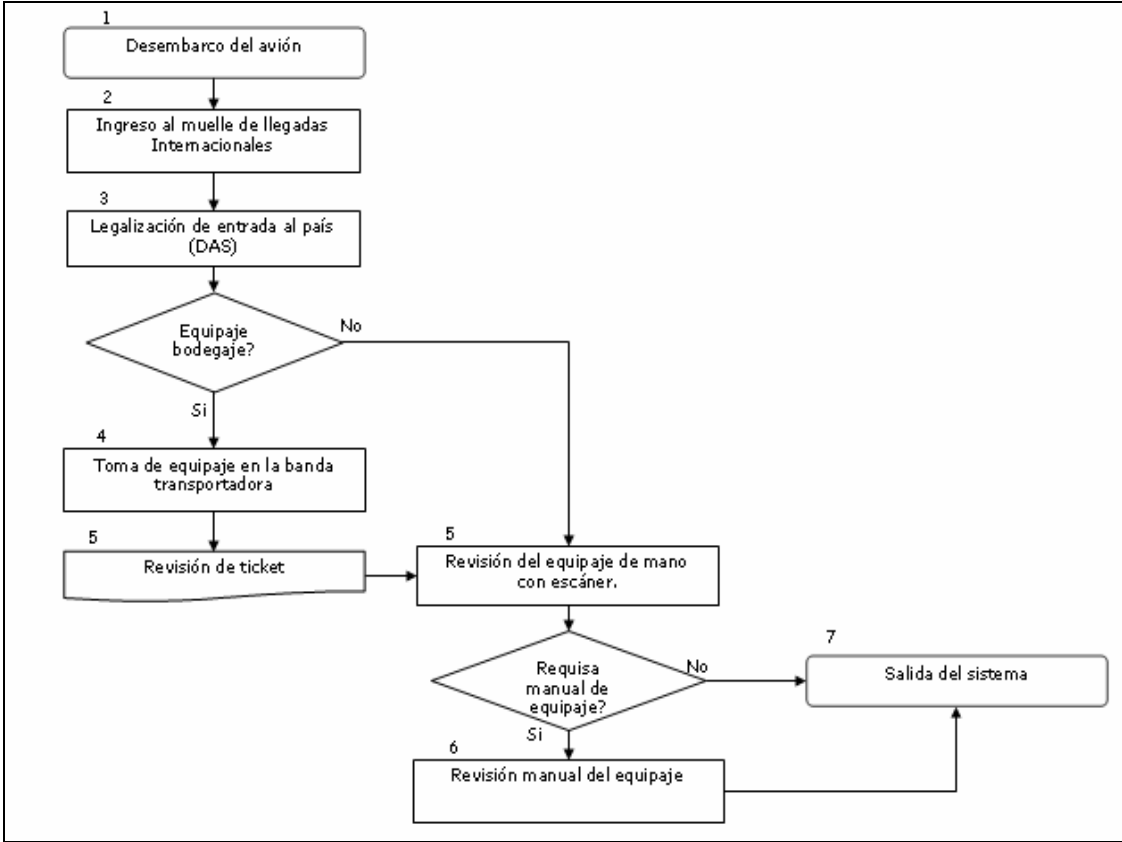 1
Desembarco del avión
2
Ingreso al muelle de llegadas
Internacionales
3
Legalización de entrada al país
(DAS)
Equipaje
bodegaje?
No
Si
4
Toma de equipaje en la banda
transportadora
5
Revisión de ticket
5
Revisión del equipaje de mano
con escáner.
Requisa
manual de
equipaje?
No
Si
6
Revisión manual del equipaje
7
Salida del sistema